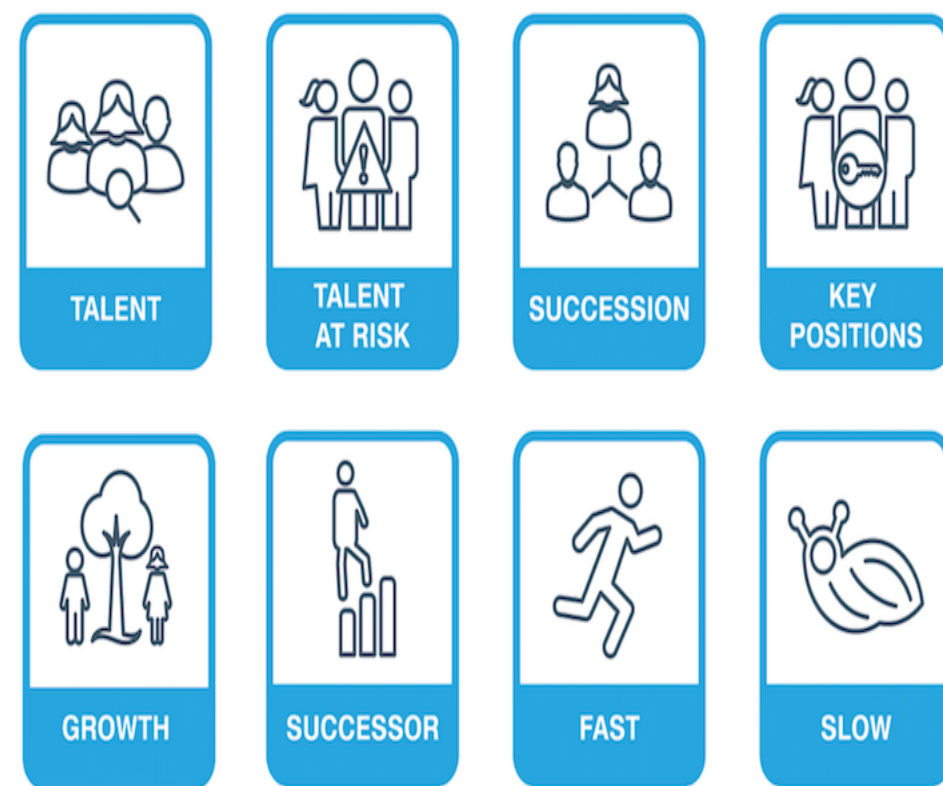 TALENT
TALENT
AT RISK
SUCCESSION
KEY
POSITIONS
GROWTH
SUCCESSOR
FAST
SLOW